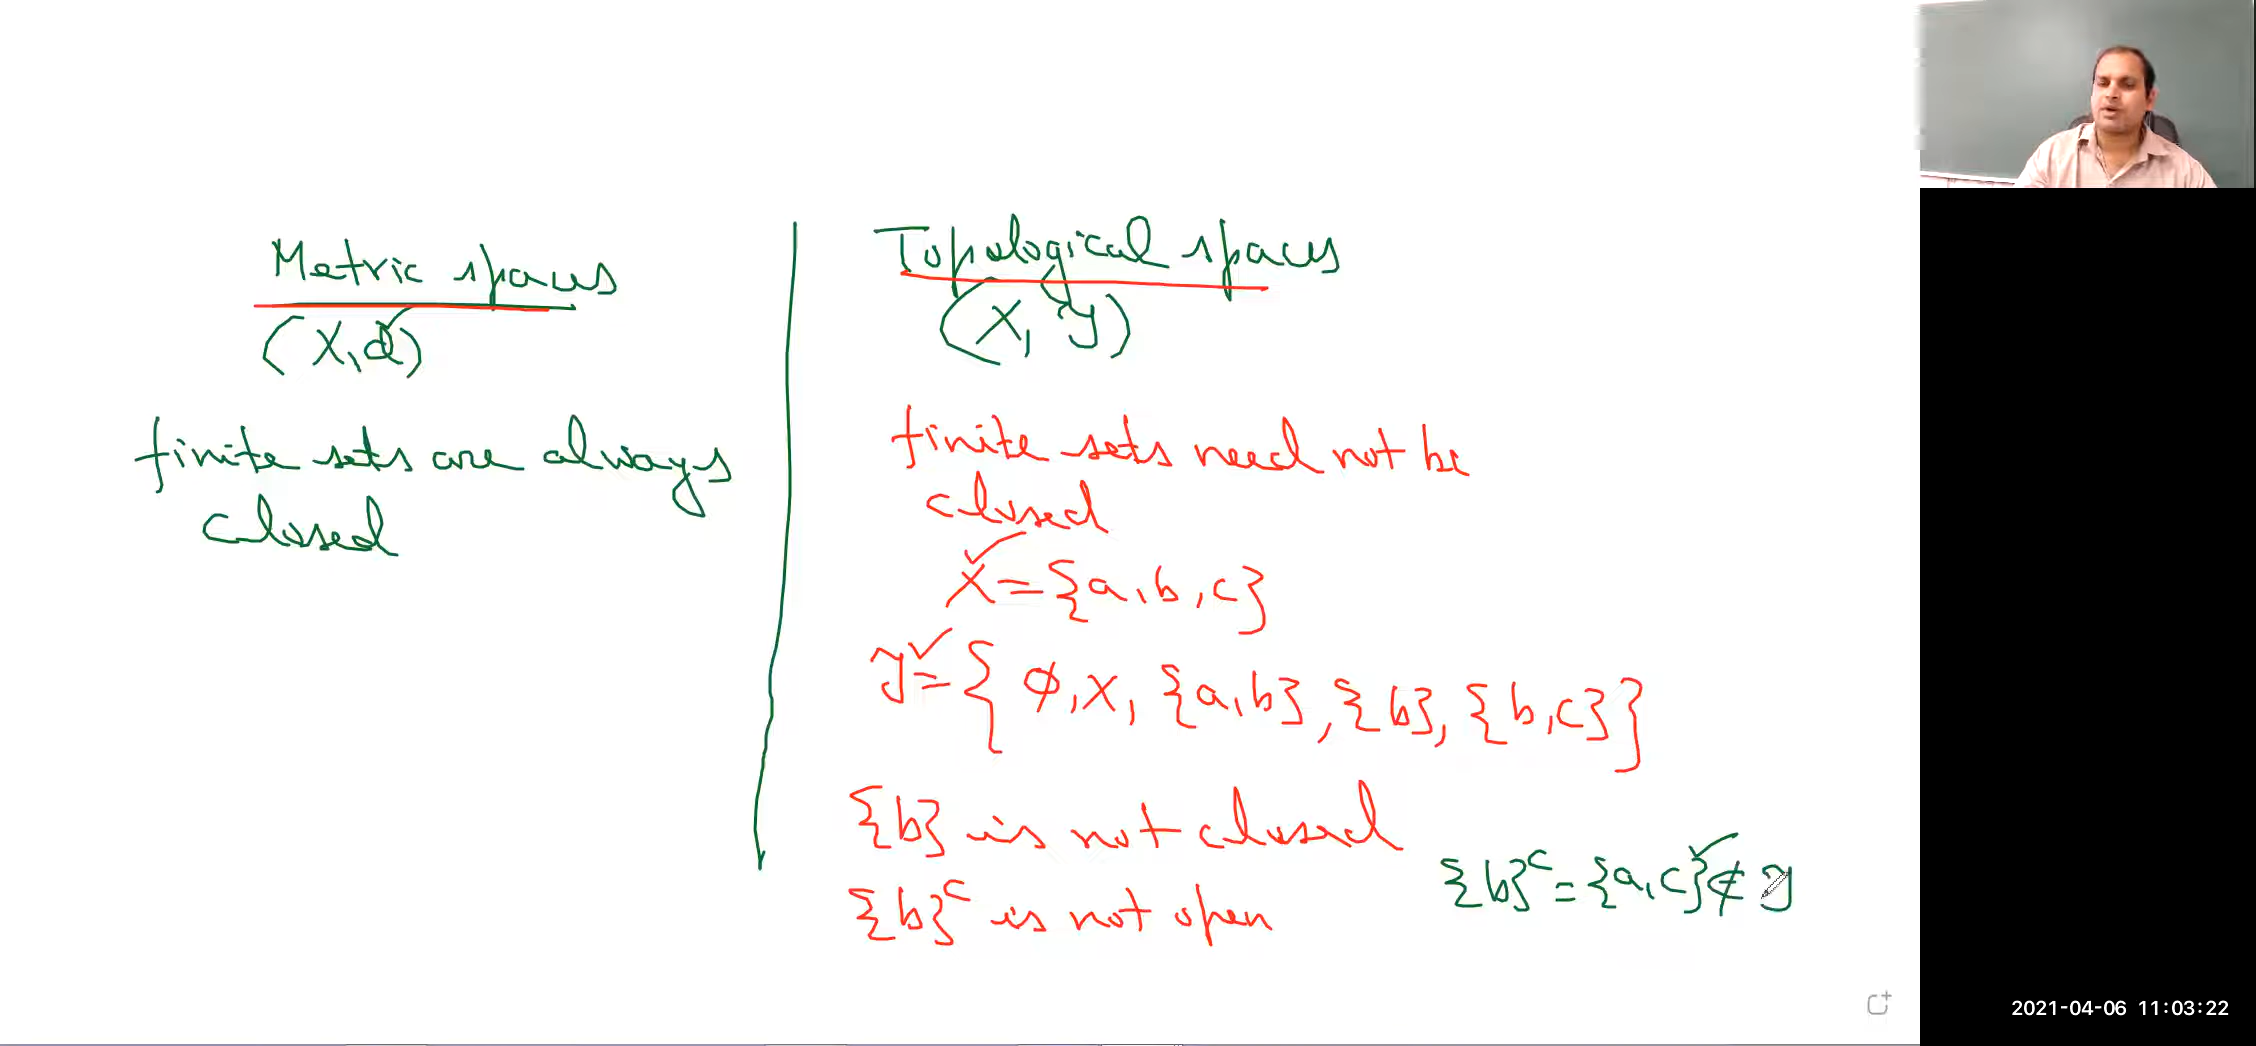 Metric spaces
(X, d)
finite sets are always
closed
Topological spaces
(X, 𝒯)
finite sets need not be
closed
X = {a, b, c}
𝒯 = { ϕ, X, {a, b}, {b}, {b, c} }
{b} is not closed
{b}ᶜ is not open
{b}ᶜ = {a, c} ∉ 𝒯
2021-04-06 11:03:22